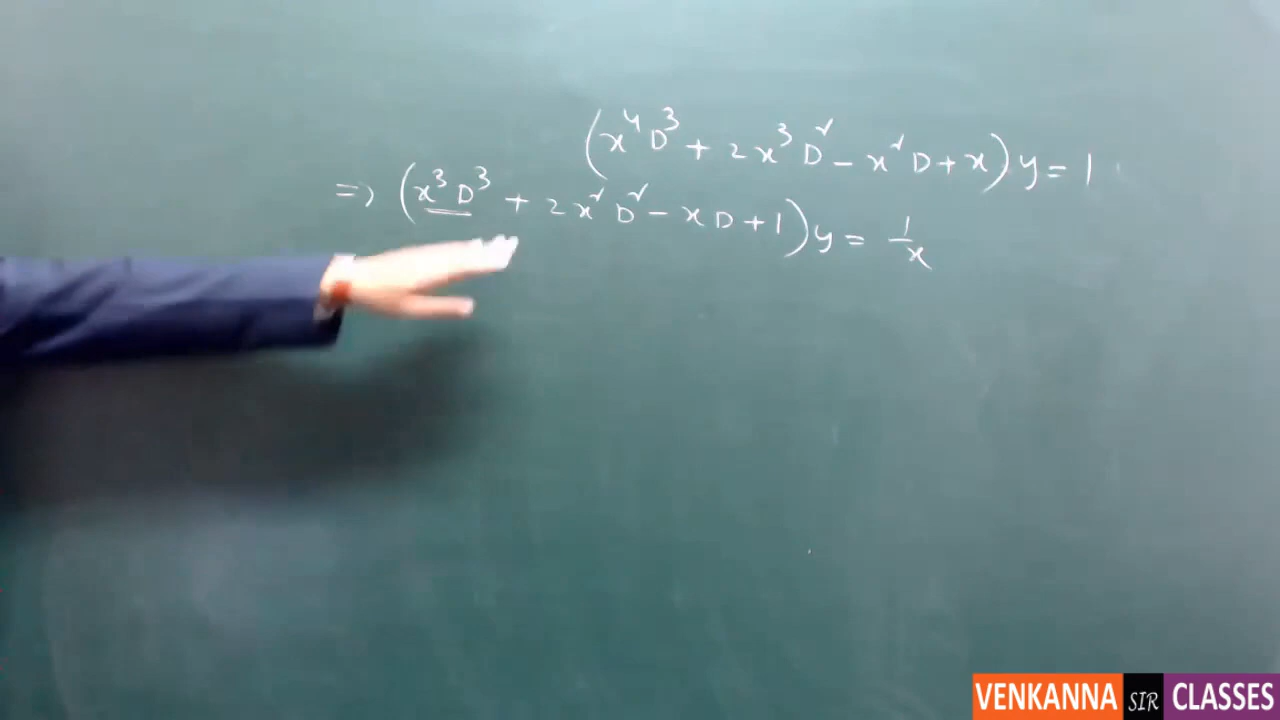 (x⁴D³ + 2x³D² - x²D + x)y = 1
=> (x³D³ + 2x²D² - xD + 1)y = 1/x
VENKANNA SIR CLASSES